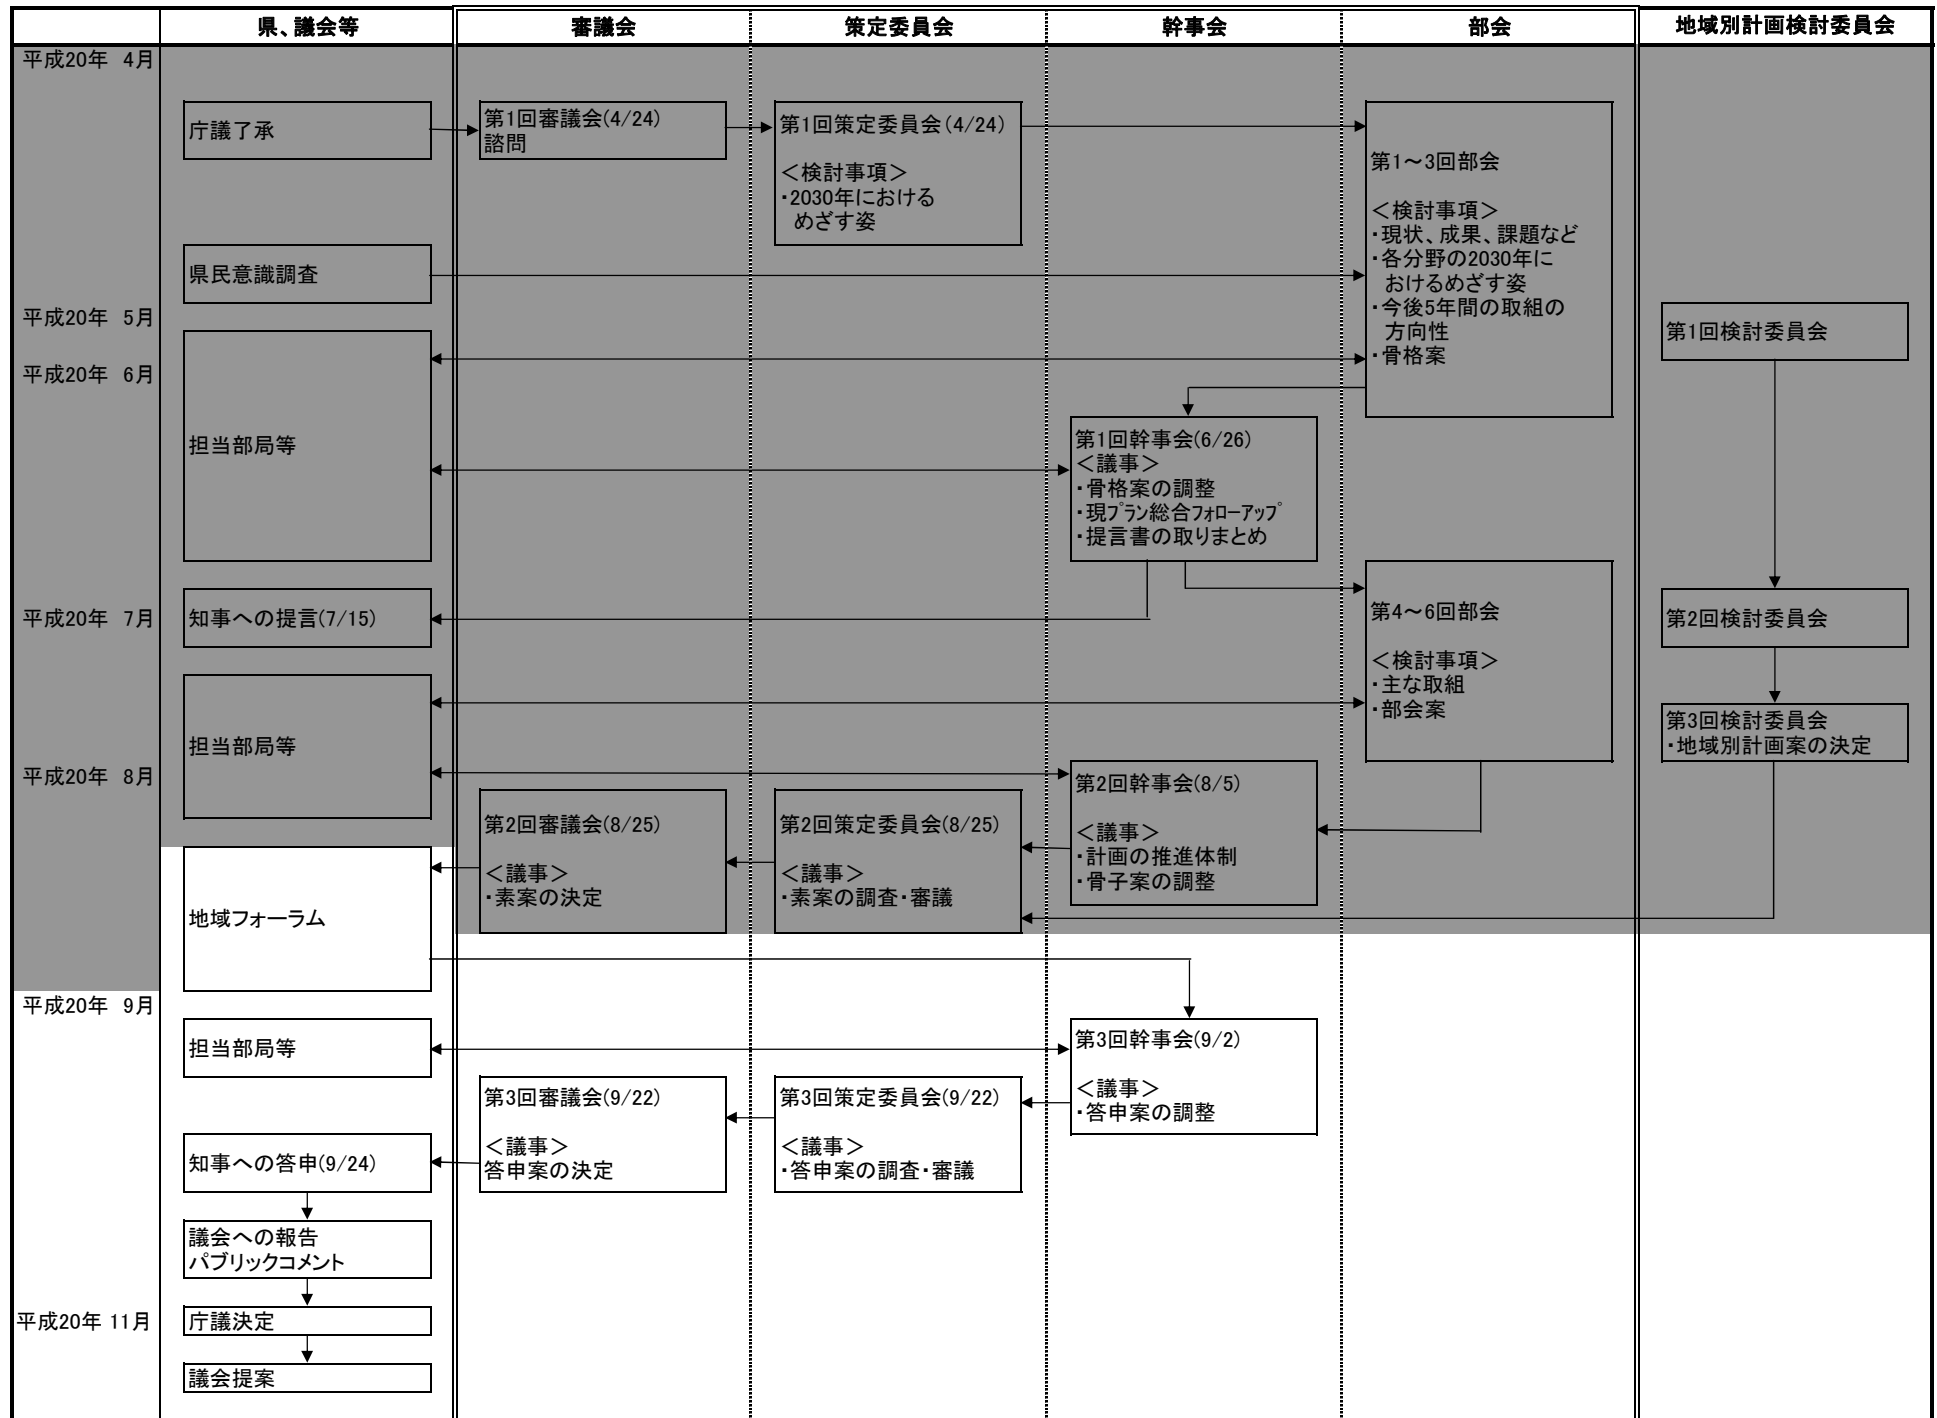 県、議会等
審議会
策定委員会
幹事会
部会
地域別計画検討委員会
平成20年 4月
庁議了承
第1回審議会(4/24)
諮問
第1回策定委員会(4/24)
<検討事項>
・2030年における
めざす姿
第1～3回部会
<検討事項>
・現状、成果、課題など
・各分野の2030年に
おけるめざす姿
・今後5年間の取組の
方向性
・骨格案
県民意識調査
平成20年 5月
第1回検討委員会
平成20年 6月
担当部局等
第1回幹事会(6/26)
<議事>
・骨格案の調整
・現プラン総合フォローアップ
・提言書の取りまとめ
平成20年 7月
知事への提言(7/15)
第4～6回部会
<検討事項>
・主な取組
・部会案
第2回検討委員会
担当部局等
第3回検討委員会
・地域別計画案の決定
平成20年 8月
第2回審議会(8/25)
<議事>
・素案の決定
第2回策定委員会(8/25)
<議事>
・素案の調査・審議
第2回幹事会(8/5)
<議事>
・計画の推進体制
・骨子案の調整
地域フォーラム
平成20年 9月
担当部局等
第3回幹事会(9/2)
<議事>
・答申案の調整
第3回審議会(9/22)
<議事>
答申案の決定
第3回策定委員会(9/22)
<議事>
・答申案の調査・審議
知事への答申(9/24)
議会への報告
パブリックコメント
平成20年 11月
庁議決定
議会提案